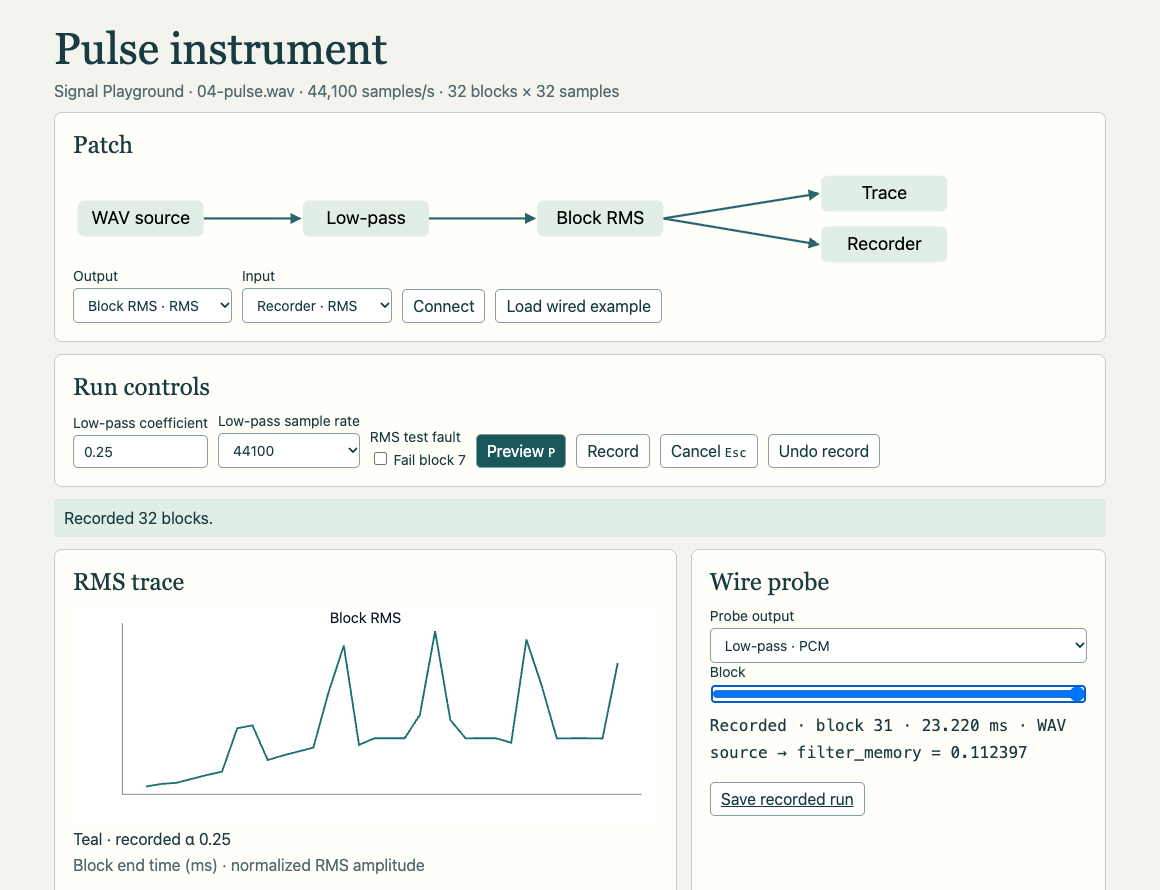 Pulse instrument
Signal Playground · 04-pulse.wav · 44,100 samples/s · 32 blocks × 32 samples
Patch
WAV source
Low-pass
Block RMS
Trace
Recorder
Output
Input
Block RMS · RMS
Recorder · RMS
Connect
Load wired example
Run controls
Low-pass coefficient
Low-pass sample rate
RMS test fault
0.25
44100
Fail block 7
Preview P
Record
Cancel Esc
Undo record
Recorded 32 blocks.
RMS trace
Block RMS
Teal · recorded α 0.25
Block end time (ms) · normalized RMS amplitude
Wire probe
Probe output
Low-pass · PCM
Block
Recorded · block 31 · 23.220 ms · WAV
source → filter_memory = 0.112397
Save recorded run